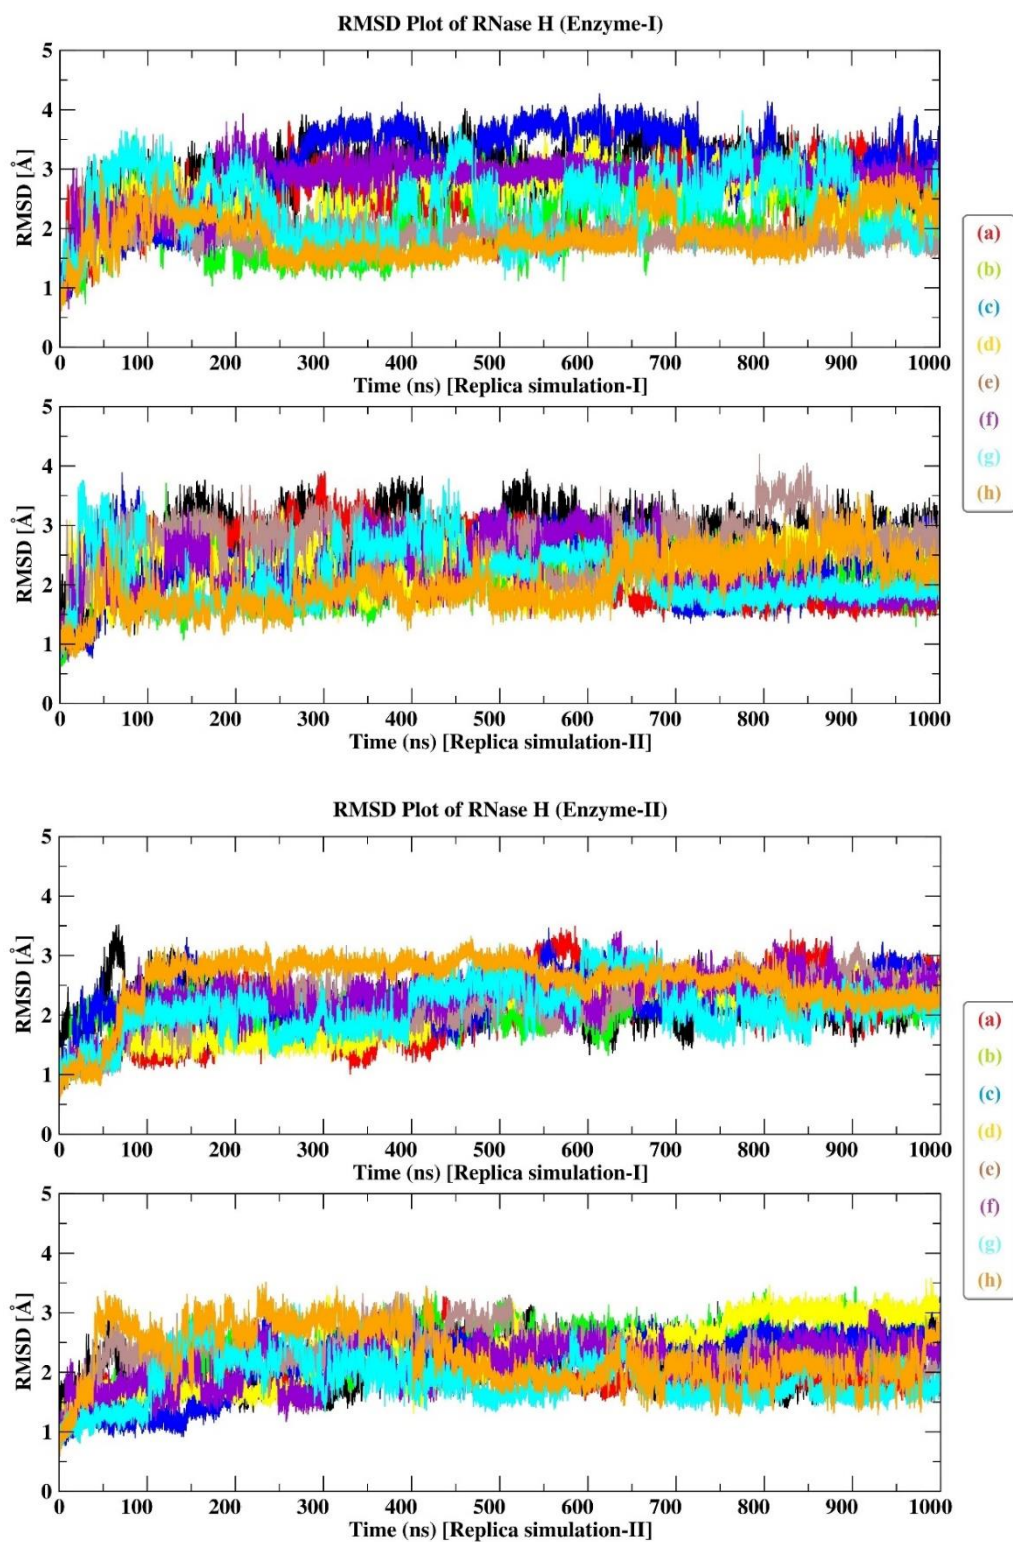 RMSD Plot of RNase H (Enzyme-I)
5
4
3
2
1
0
RMSD [Å]
0 100 200 300 400 500 600 700 800 900 1000
Time (ns) [Replica simulation-I]
5
4
3
2
1
0
RMSD [Å]
0 100 200 300 400 500 600 700 800 900 1000
Time (ns) [Replica simulation-II]
(a)
(b)
(c)
(d)
(e)
(f)
(g)
(h)
RMSD Plot of RNase H (Enzyme-II)
5
4
3
2
1
0
RMSD [Å]
0 100 200 300 400 500 600 700 800 900 1000
Time (ns) [Replica simulation-I]
5
4
3
2
1
0
RMSD [Å]
0 100 200 300 400 500 600 700 800 900 1000
Time (ns) [Replica simulation-II]
(a)
(b)
(c)
(d)
(e)
(f)
(g)
(h)